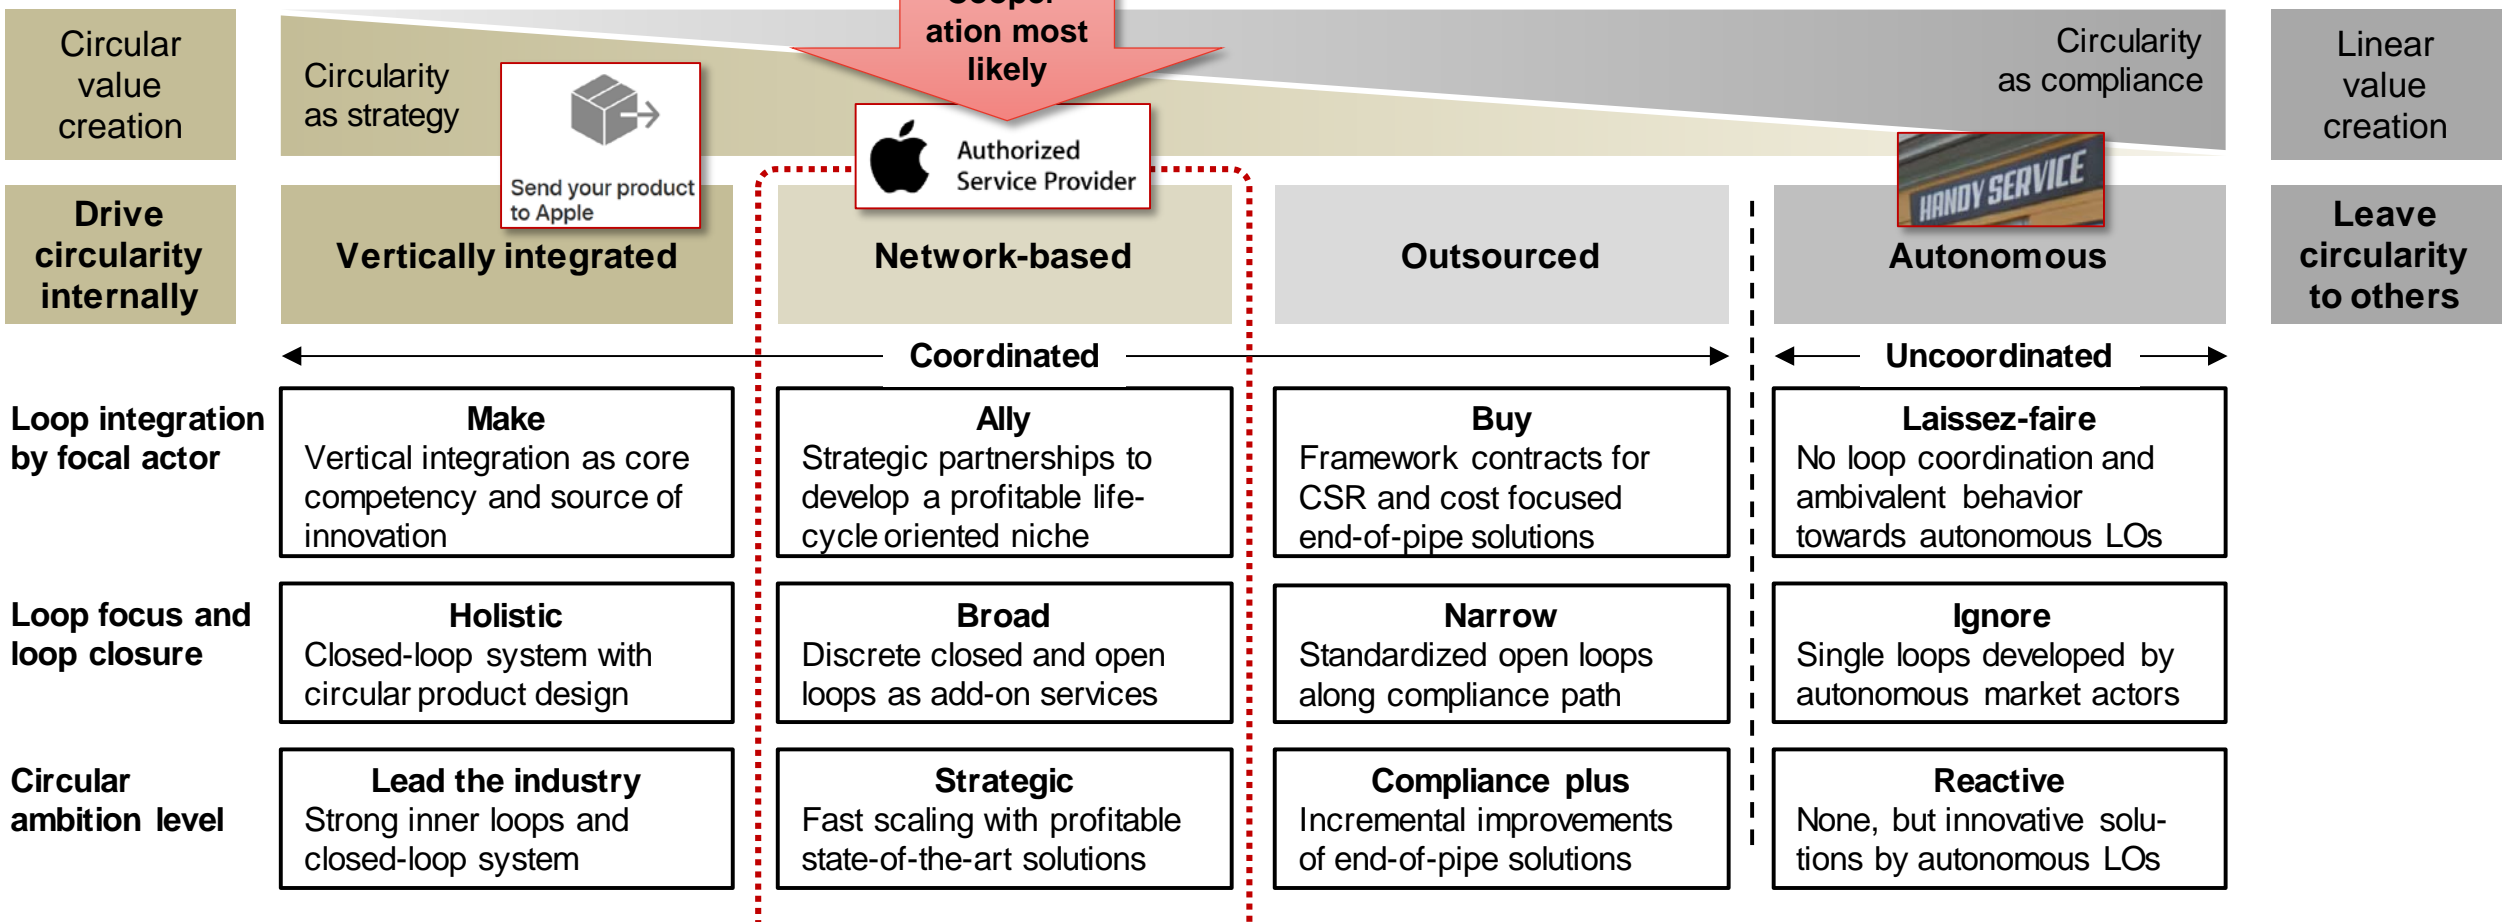 Cooper-
ation most
likely
Circular
value
creation
Circularity
as strategy
Circularity
as compliance
Linear
value
creation
Send your product
to Apple
Authorized
Service Provider
HANDY SERVICE
Drive
circularity
internally
Vertically integrated
Network-based
Outsourced
Autonomous
Leave
circularity
to others
Coordinated
Uncoordinated
Loop integration
by focal actor
Make
Vertical integration as core
competency and source of
innovation
Ally
Strategic partnerships to
develop a profitable life-
cycle oriented niche
Buy
Framework contracts for
CSR and cost focused
end-of-pipe solutions
Laissez-faire
No loop coordination and
ambivalent behavior
towards autonomous LOs
Loop focus and
loop closure
Holistic
Closed-loop system with
circular product design
Broad
Discrete closed and open
loops as add-on services
Narrow
Standardized open loops
along compliance path
Ignore
Single loops developed by
autonomous market actors
Circular
ambition level
Lead the industry
Strong inner loops and
closed-loop system
Strategic
Fast scaling with profitable
state-of-the-art solutions
Compliance plus
Incremental improvements
of end-of-pipe solutions
Reactive
None, but innovative solu-
tions by autonomous LOs